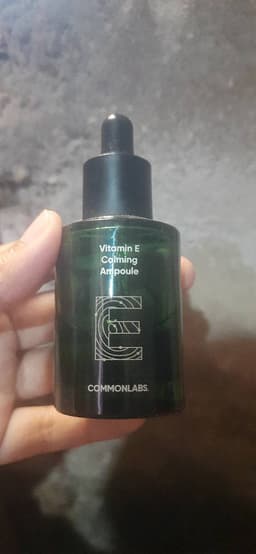 Vitamin E
Calming
Ampoule
E
COMMONLABS.